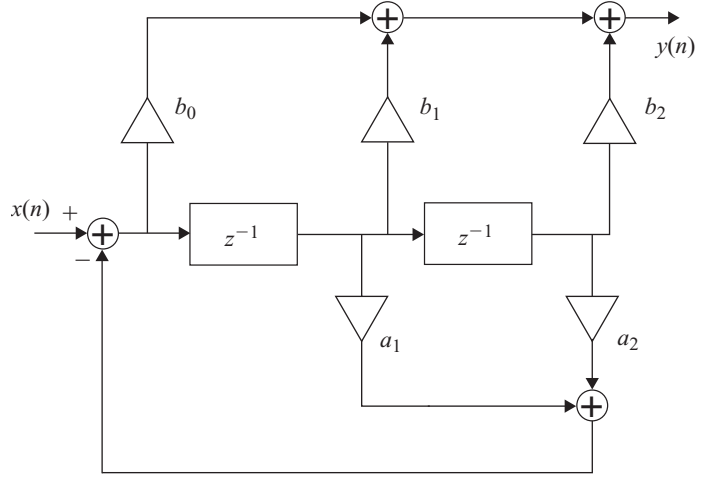 y(n)
b₀
b₁
b₂
x(n) +
−
z⁻¹
z⁻¹
a₁
a₂